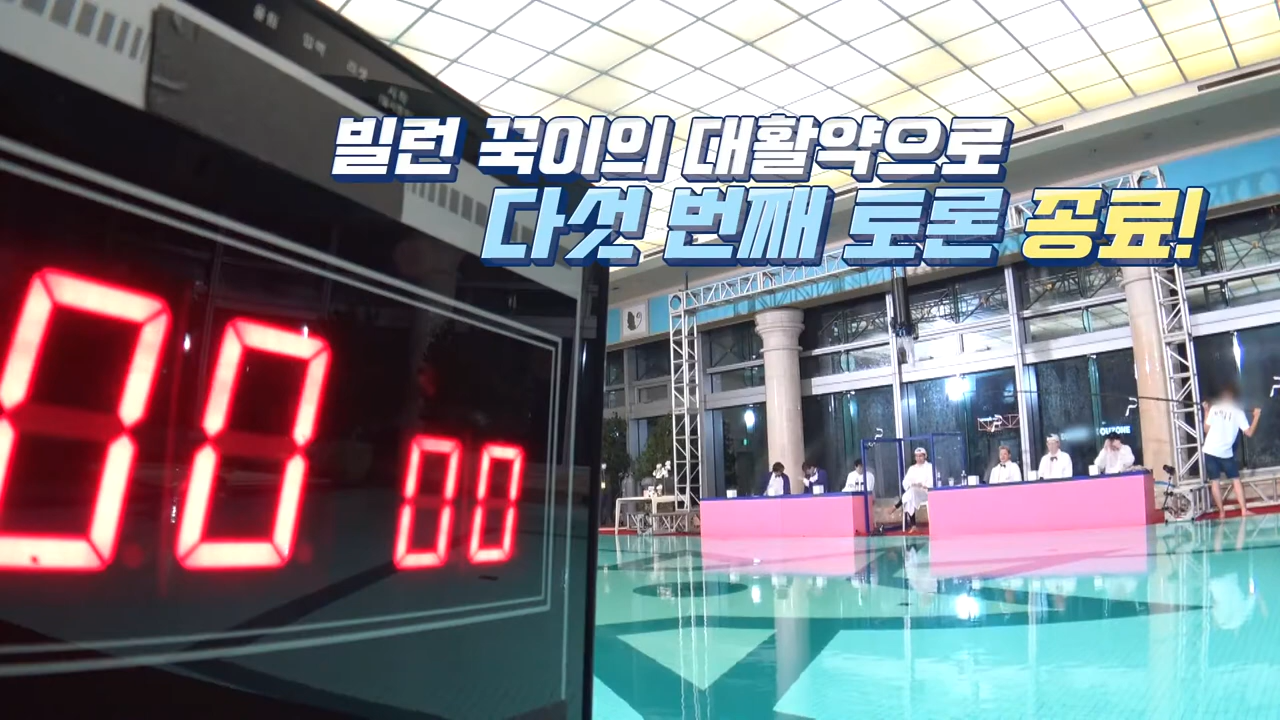 빌런 꾹이의 대활약으로
다섯 번째 토론 종료!
00 00